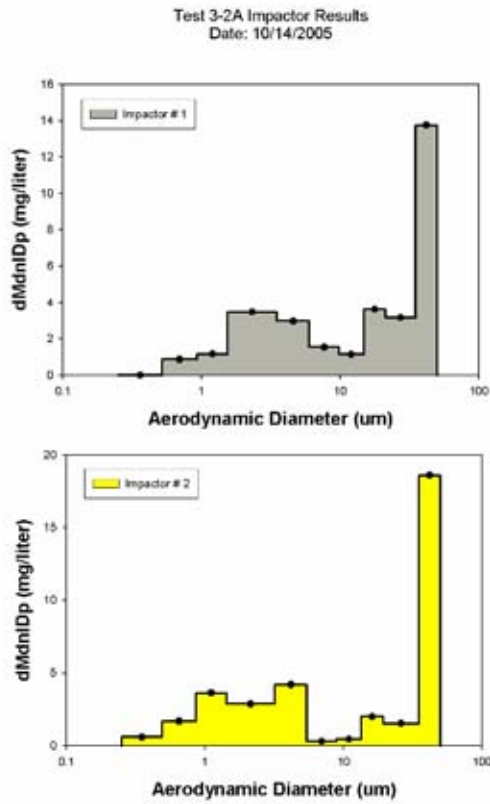 Test 3-2A Impactor Results
Date: 10/14/2005
16
14
12
10
8
6
4
2
0
dMdnlDp (mg/liter)
Impactor # 1
0.1 1 10 100
Aerodynamic Diameter (um)
20
15
10
5
0
dMdnlDp (mg/liter)
Impactor # 2
0.1 1 10 100
Aerodynamic Diameter (um)